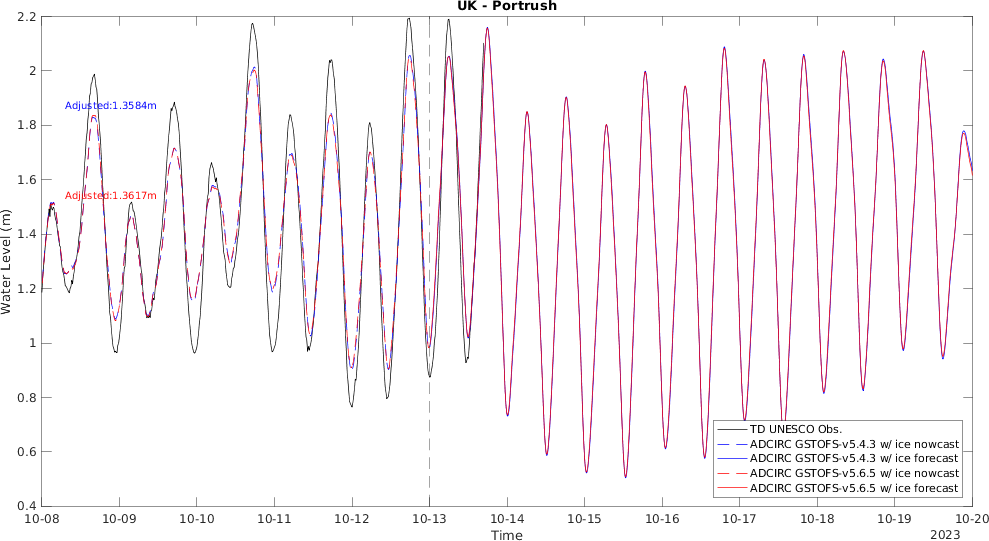 UK - Portrush
2.2
2
1.8
1.6
1.4
1.2
1
0.8
0.6
0.4
Water Level (m)
Adjusted:1.3584m
Adjusted:1.3617m
TD UNESCO Obs.
ADCIRC GSTOFS-v5.4.3 w/ ice nowcast
ADCIRC GSTOFS-v5.4.3 w/ ice forecast
ADCIRC GSTOFS-v5.6.5 w/ ice nowcast
ADCIRC GSTOFS-v5.6.5 w/ ice forecast
10-08 10-09 10-10 10-11 10-12 10-13 10-14 10-15 10-16 10-17 10-18 10-19 10-20
Time
2023